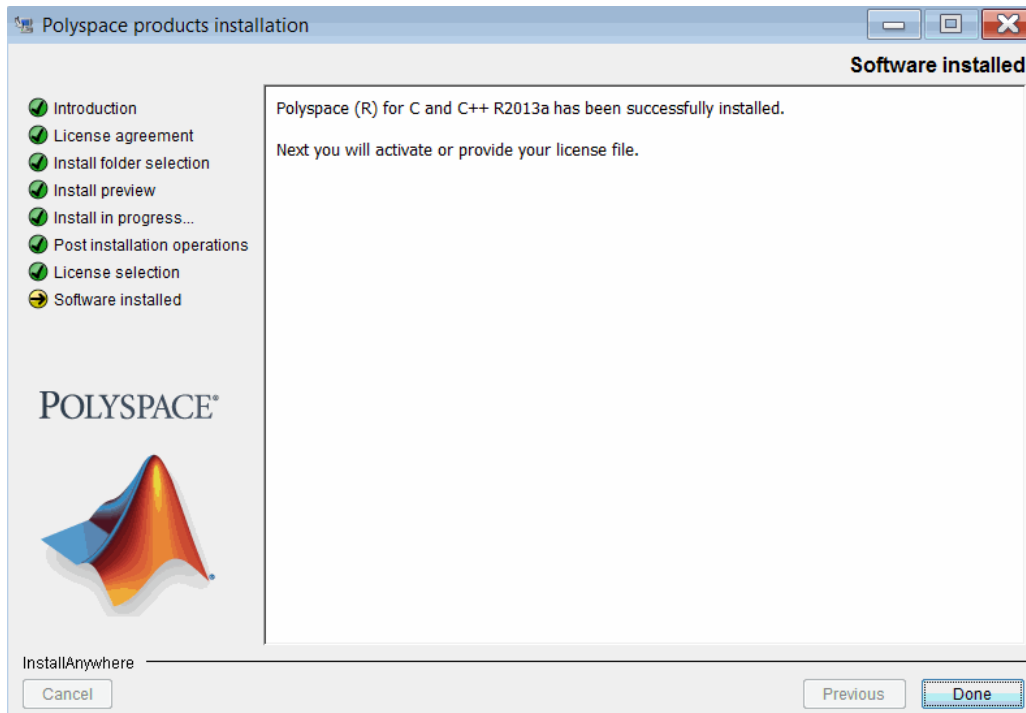 Polyspace products installation
Software installed
Introduction
License agreement
Install folder selection
Install preview
Install in progress...
Post installation operations
License selection
Software installed
Polyspace (R) for C and C++ R2013a has been successfully installed.
Next you will activate or provide your license file.
POLYSPACE®
InstallAnywhere
Cancel
Previous
Done